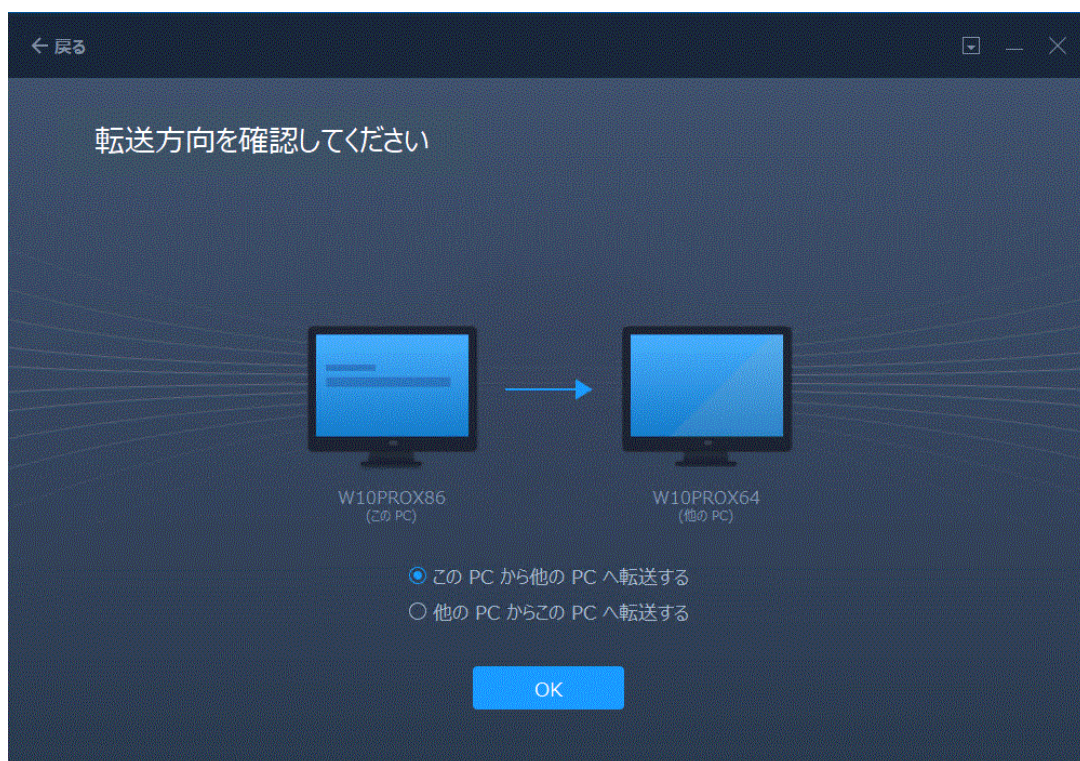 ← 戻る
転送方向を確認してください
W10PROX86
(この PC)
W10PROX64
(他の PC)
この PC から他の PC へ転送する
他の PC からこの PC へ転送する
OK